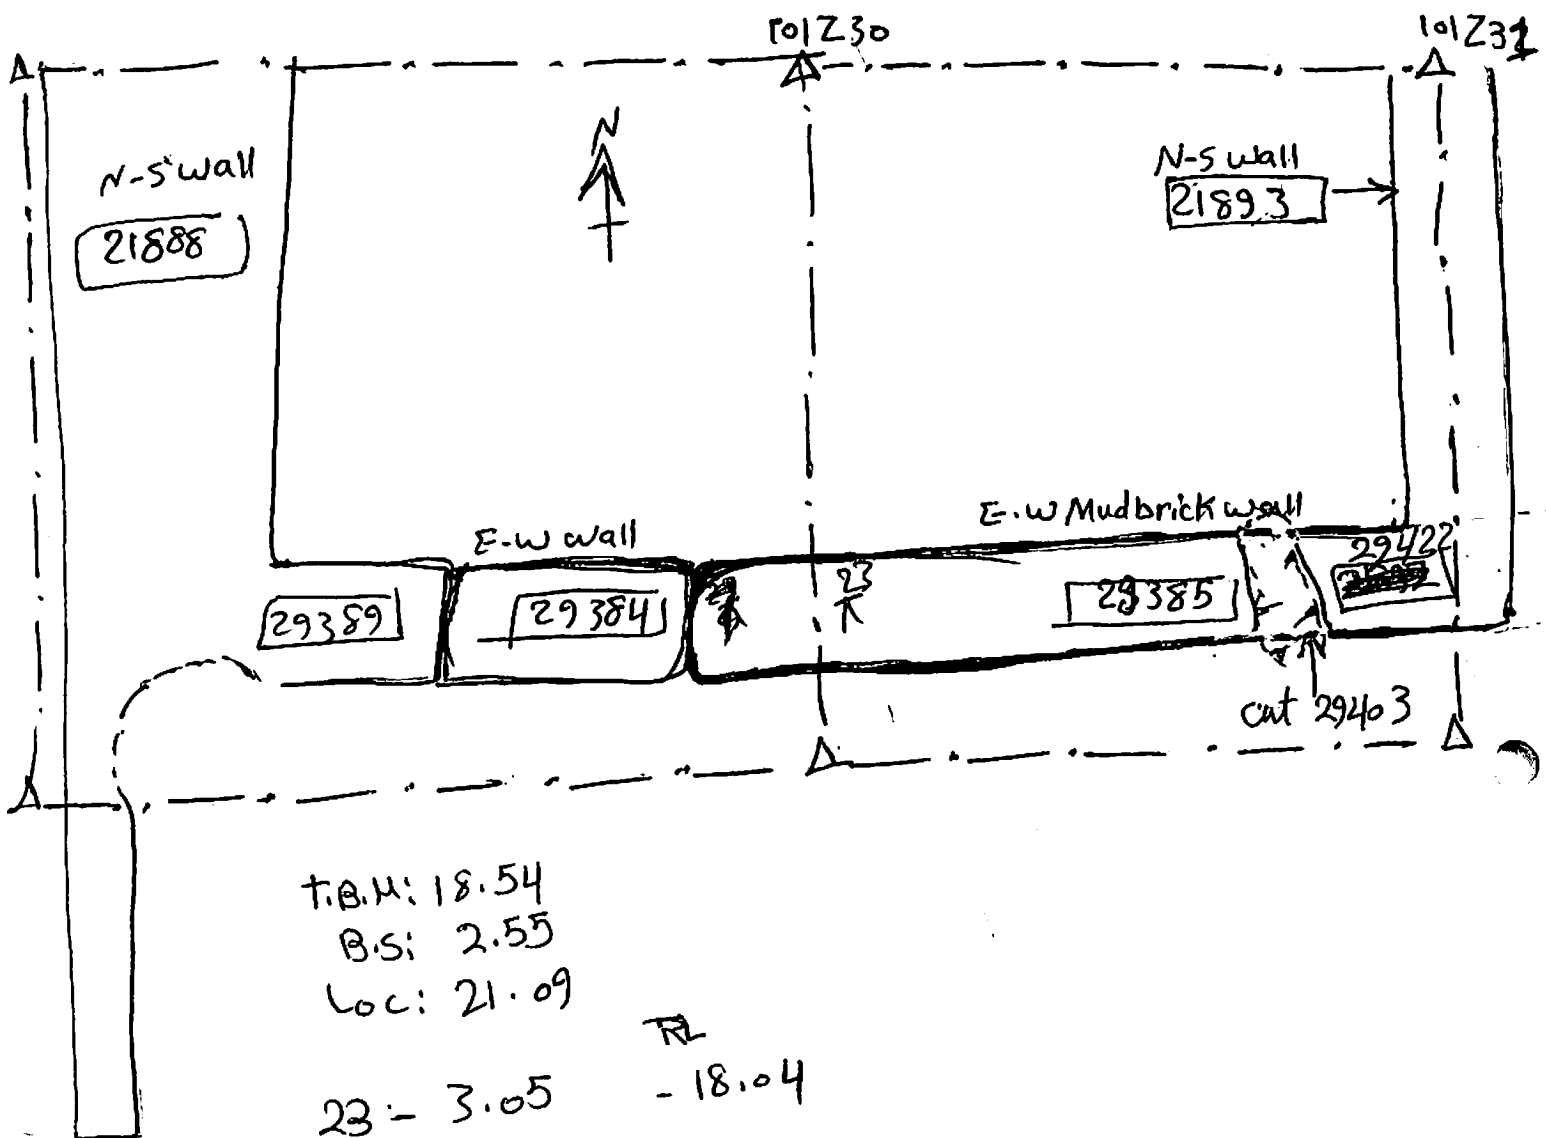 101Z30
101Z31
N
N-S wall
21888
N-S wall
21893
E-W wall
E.W Mudbrick wall
29389
29384
23
29385
29422
cut 29403
T.B.M: 18.54
B.S: 2.55
Loc: 21.09
RL
23 - 3.05 - 18.04